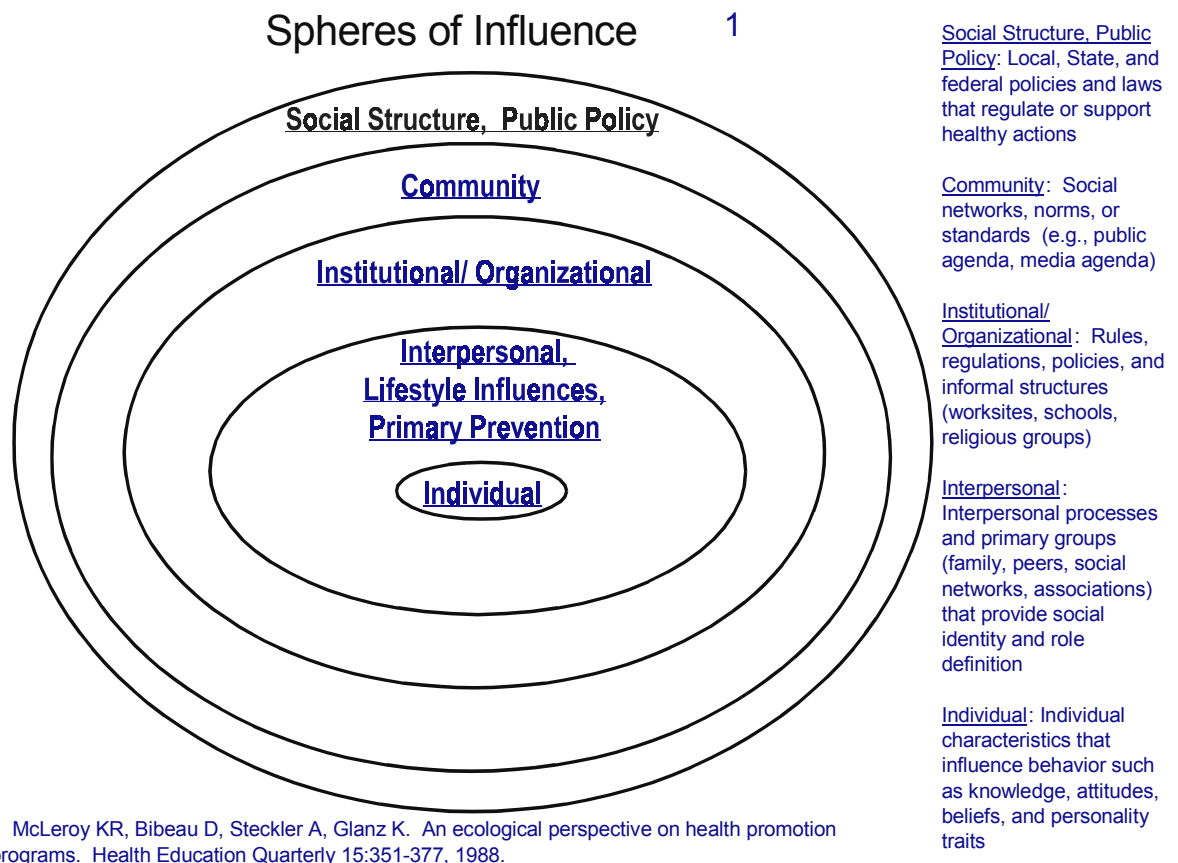 Spheres of Influence 1
Social Structure, Public Policy
Community
Institutional/ Organizational
Interpersonal,
Lifestyle Influences,
Primary Prevention
Individual
Social Structure, Public
Policy: Local, State, and
federal policies and laws
that regulate or support
healthy actions
Community: Social
networks, norms, or
standards (e.g., public
agenda, media agenda)
Institutional/
Organizational: Rules,
regulations, policies, and
informal structures
(worksites, schools,
religious groups)
Interpersonal:
Interpersonal processes
and primary groups
(family, peers, social
networks, associations)
that provide social
identity and role
definition
Individual: Individual
characteristics that
influence behavior such
as knowledge, attitudes,
beliefs, and personality
traits
McLeroy KR, Bibeau D, Steckler A, Glanz K. An ecological perspective on health promotion
programs. Health Education Quarterly 15:351-377, 1988.